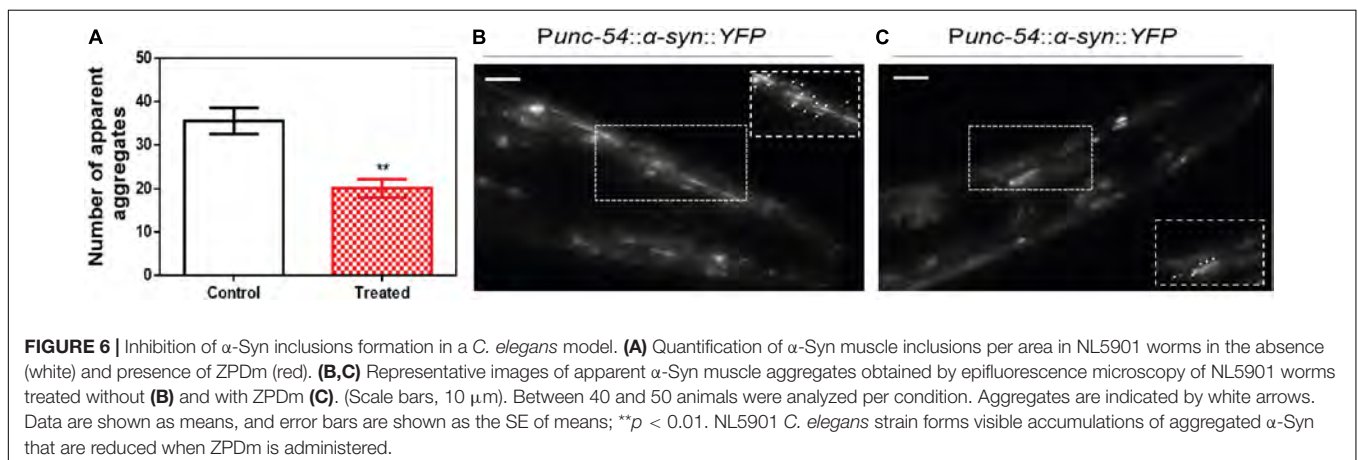 A
B
Punc-54::α-syn::YFP
C
Punc-54::α-syn::YFP
Number of apparent
aggregates
50
40
30
20
10
0
**
Control
Treated
FIGURE 6 | Inhibition of α-Syn inclusions formation in a C. elegans model. (A) Quantification of α-Syn muscle inclusions per area in NL5901 worms in the absence
(white) and presence of ZPDm (red). (B,C) Representative images of apparent α-Syn muscle aggregates obtained by epifluorescence microscopy of NL5901 worms
treated without (B) and with ZPDm (C). (Scale bars, 10 μm). Between 40 and 50 animals were analyzed per condition. Aggregates are indicated by white arrows.
Data are shown as means, and error bars are shown as the SE of means; **p < 0.01. NL5901 C. elegans strain forms visible accumulations of aggregated α-Syn
that are reduced when ZPDm is administered.